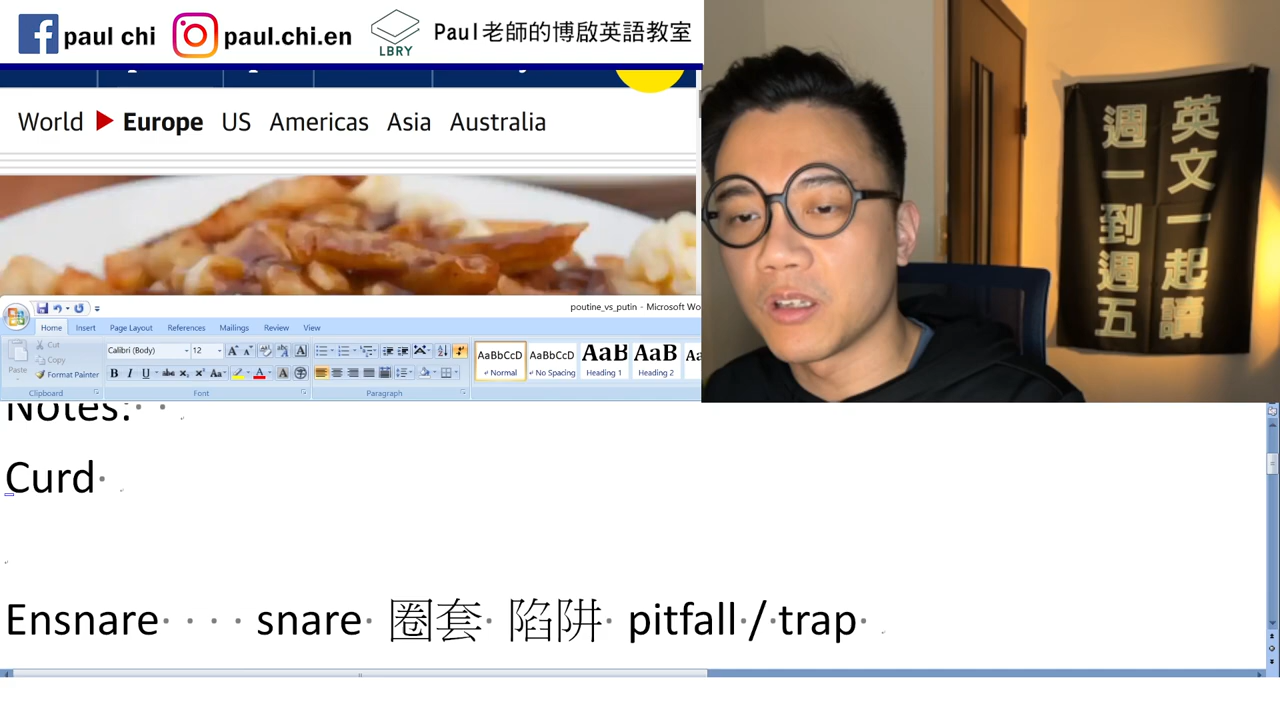 paul chi
paul.chi.en
LBRY
Paul老師的博啟英語教室
World Europe US Americas Asia Australia
英文一起讀
週一到週五
poutine_vs_putin - Microsoft Wo
Home Insert Page Layout References Mailings Review View
Cut
Copy
Format Painter
Paste
Clipboard
Calibri (Body) 12
Font
Paragraph
AaBbCcD AaBbCcD AaBb AaB
Normal No Spacing Heading 1 Heading 2
Notes:
Curd
Ensnare snare 圈套 陷阱 pitfall / trap